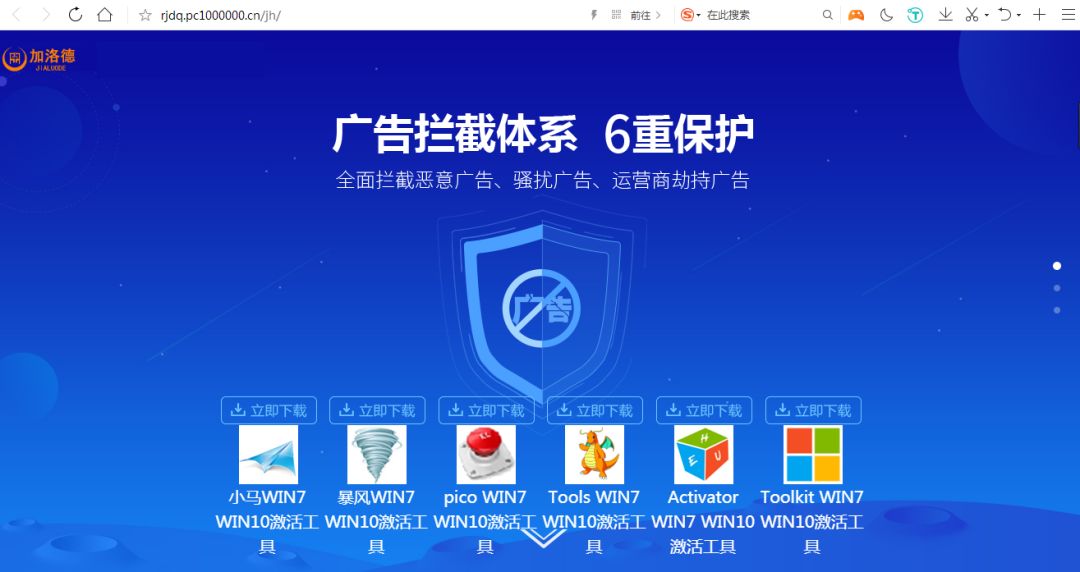 rjdq.pc1000000.cn/jh/
前往
在此搜索
加洛德
JIALUODE
广告拦截体系 6重保护
全面拦截恶意广告、骚扰广告、运营商劫持广告
广告
立即下载 立即下载 立即下载 立即下载 立即下载 立即下载
小马WIN7
WIN10激活工
具
暴风WIN7
WIN10激活工
具
pico WIN7
WIN10激活工
具
Tools WIN7
WIN10激活工
具
H
E U
Activator
WIN7 WIN10
激活工具
Toolkit WIN7
WIN10激活工
具